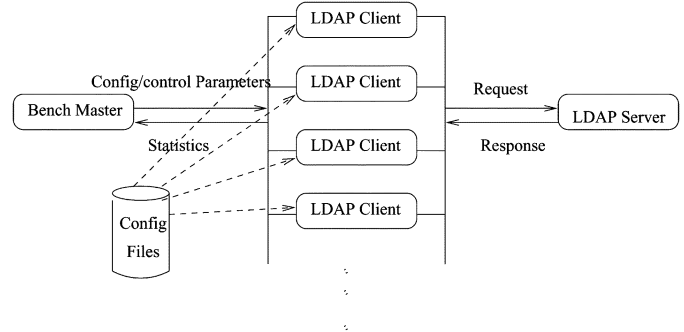 LDAP Client
Config/control Parameters
LDAP Client
Request
Bench Master
LDAP Server
Statistics
LDAP Client
Response
LDAP Client
Config
Files